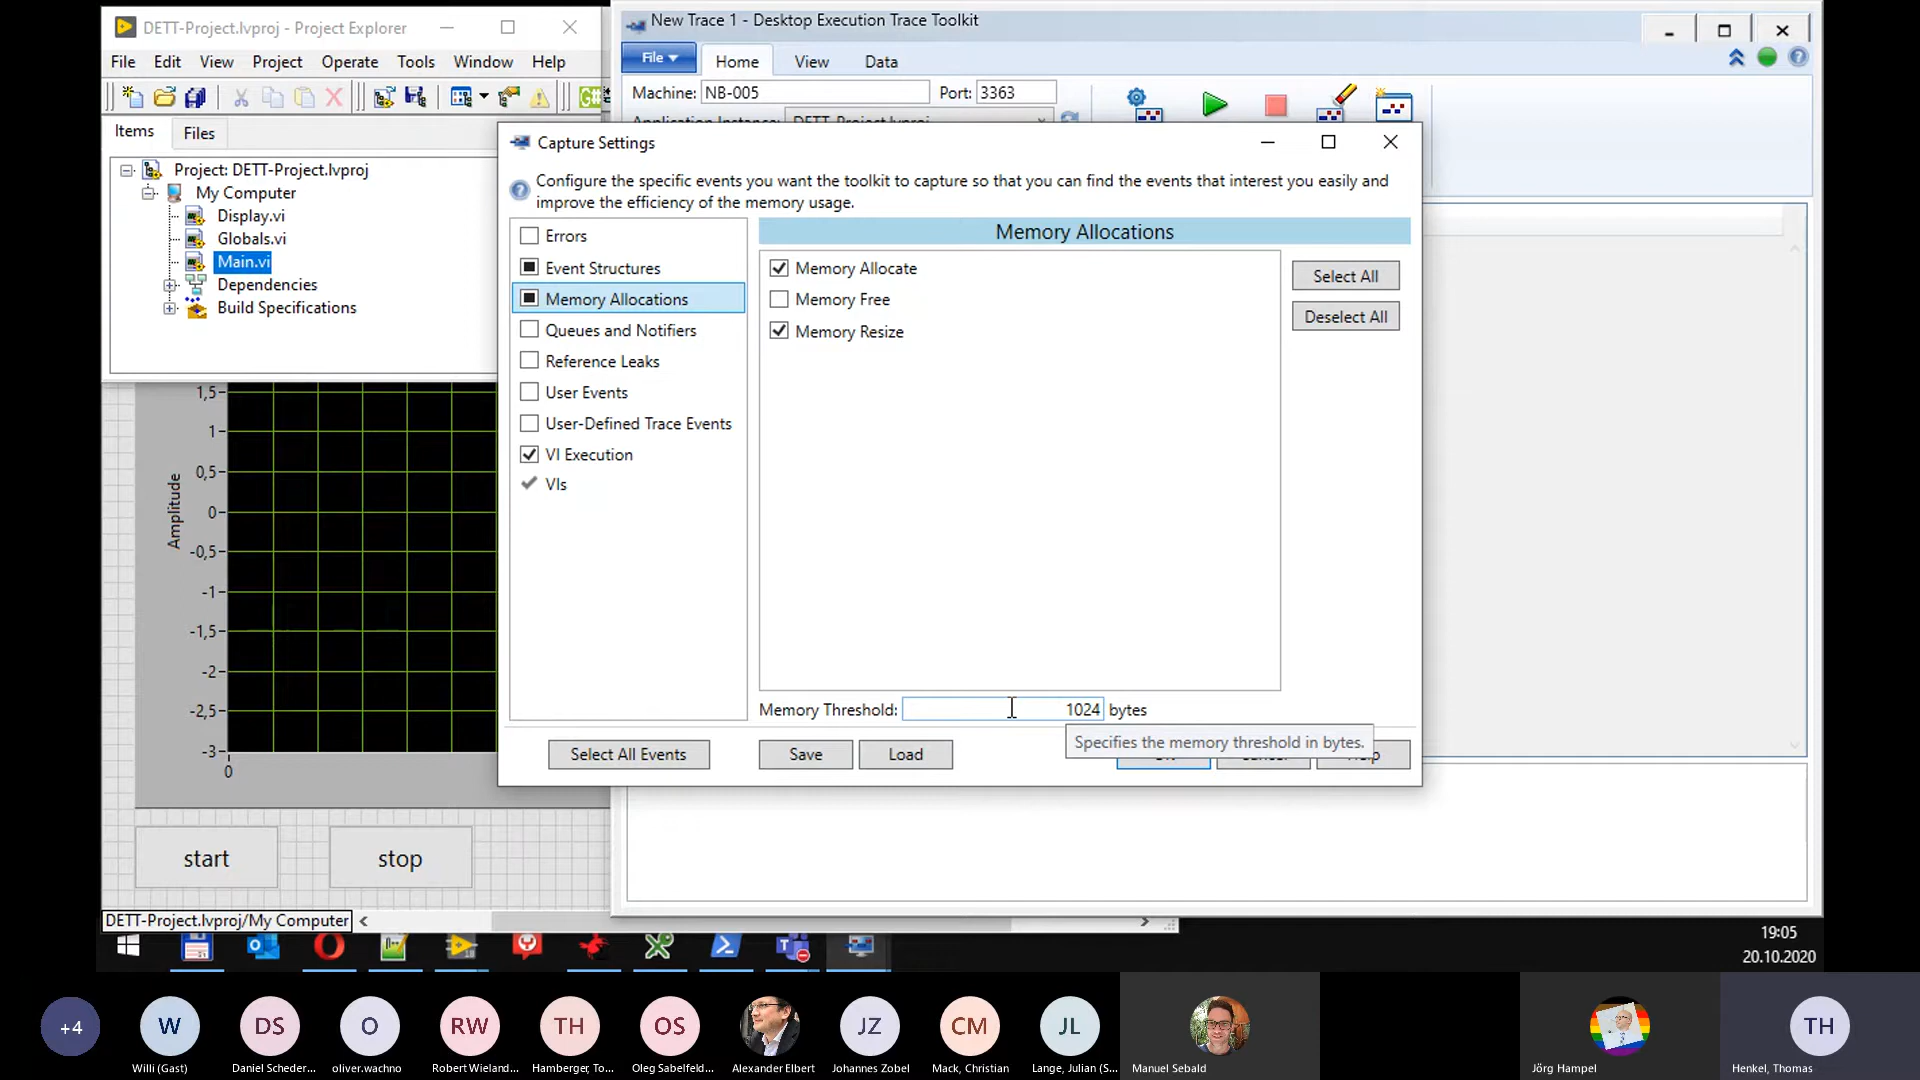 DETT-Project.lvproj - Project Explorer
File Edit View Project Operate Tools Window Help
Items Files
Project: DETT-Project.lvproj
My Computer
Display.vi
Globals.vi
Main.vi
Dependencies
Build Specifications
New Trace 1 - Desktop Execution Trace Toolkit
File Home View Data
Machine: NB-005 Port: 3363
Application Instance: DETT-Project.lvproj
Capture Settings
Configure the specific events you want the toolkit to capture so that you can find the events that interest you easily and
improve the efficiency of the memory usage.
Errors
Event Structures
Memory Allocations
Queues and Notifiers
Reference Leaks
User Events
User-Defined Trace Events
VI Execution
VIs
Memory Allocations
Memory Allocate
Memory Free
Memory Resize
Select All
Deselect All
Memory Threshold: 1024 bytes
Specifies the memory threshold in bytes.
Select All Events Save Load
Help
Amplitude
1,5
1
0,5
0
-0,5
-1
-1,5
-2
-2,5
-3
0
start stop
DETT-Project.lvproj/My Computer
19:05
20.10.2020
+4 W DS O RW TH OS JZ CM JL TH
Willi (Gast) Daniel Scheder... oliver.wachno Robert Wieland... Hamberger, To... Oleg Sabelfeld... Alexander Elbert Johannes Zobel Mack, Christian Lange, Julian (S... Manuel Sebald Jörg Hampel Henkel, Thomas